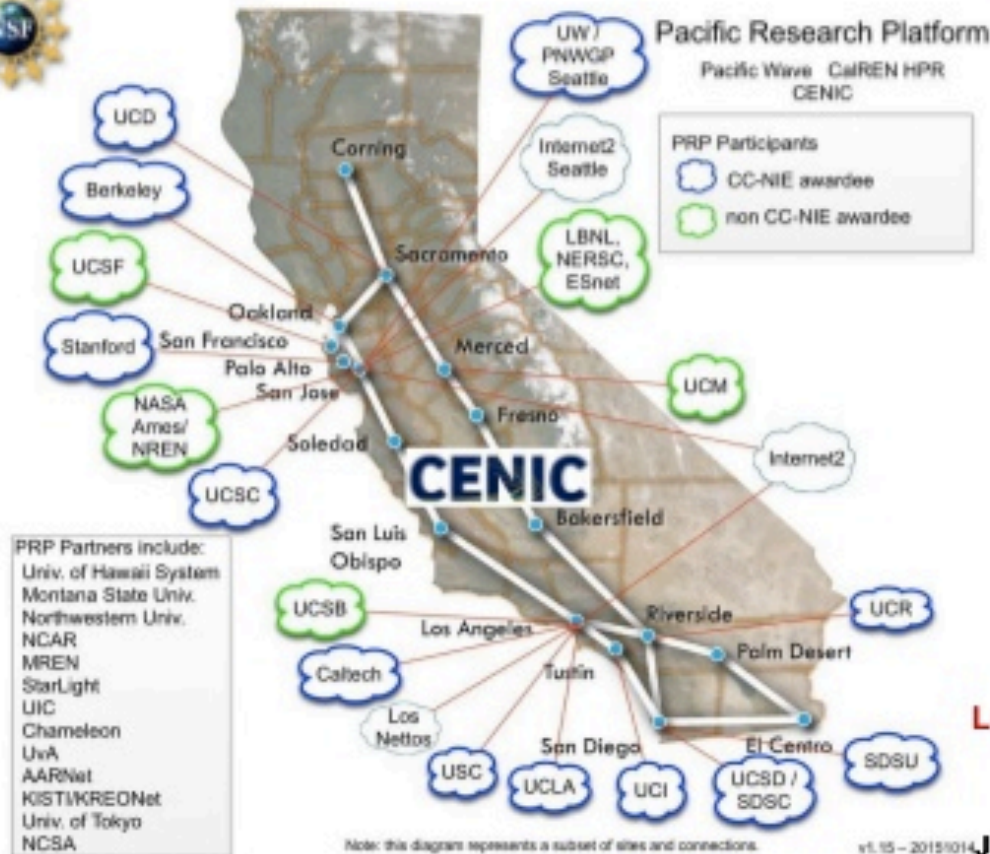 NSF
Pacific Research Platform
Pacific Wave CalREN HPR
CENIC
PRP Participants
CC-NIE awardee
non CC-NIE awardee
UW /
PNWGP
Seattle
UCD
Internet2
Seattle
Corning
Berkeley
LBNL,
NERSC,
ESnet
UCSF
Sacramento
Oakland
Stanford
San Francisco
Merced
Palo Alto
San Jose
UCM
NASA
Ames/
NREN
Fresno
Soledad
Internet2
CENIC
UCSC
San Luis
Obispo
Bakersfield
PRP Partners include:
Univ. of Hawaii System
Montana State Univ.
Northwestern Univ.
NCAR
MREN
StarLight
UIC
Chameleon
UvA
AARNet
KISTI/KREONet
Univ. of Tokyo
NCSA
UCSB
Riverside
UCR
Los Angeles
Palm Desert
Caltech
Tustin
Los
Nettos
San Diego
El Centro
USC
UCLA
UCI
UCSD /
SDSC
SDSU
L
Note: this diagram represents a subset of sites and connections.
v1.15 – 20151014
J